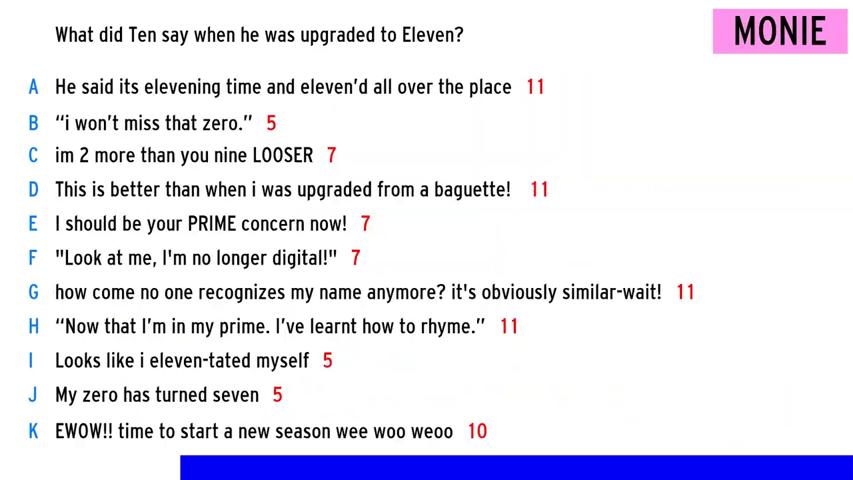 What did Ten say when he was upgraded to Eleven?
MONIE
A He said its elevening time and eleven’d all over the place 11
B “i won’t miss that zero.” 5
C im 2 more than you nine LOOSER 7
D This is better than when i was upgraded from a baguette! 11
E I should be your PRIME concern now! 7
F "Look at me, I'm no longer digital!" 7
G how come no one recognizes my name anymore? it's obviously similar-wait! 11
H “Now that I’m in my prime. I’ve learnt how to rhyme.” 11
I Looks like i eleven-tated myself 5
J My zero has turned seven 5
K EWOW!! time to start a new season wee woo weoo 10